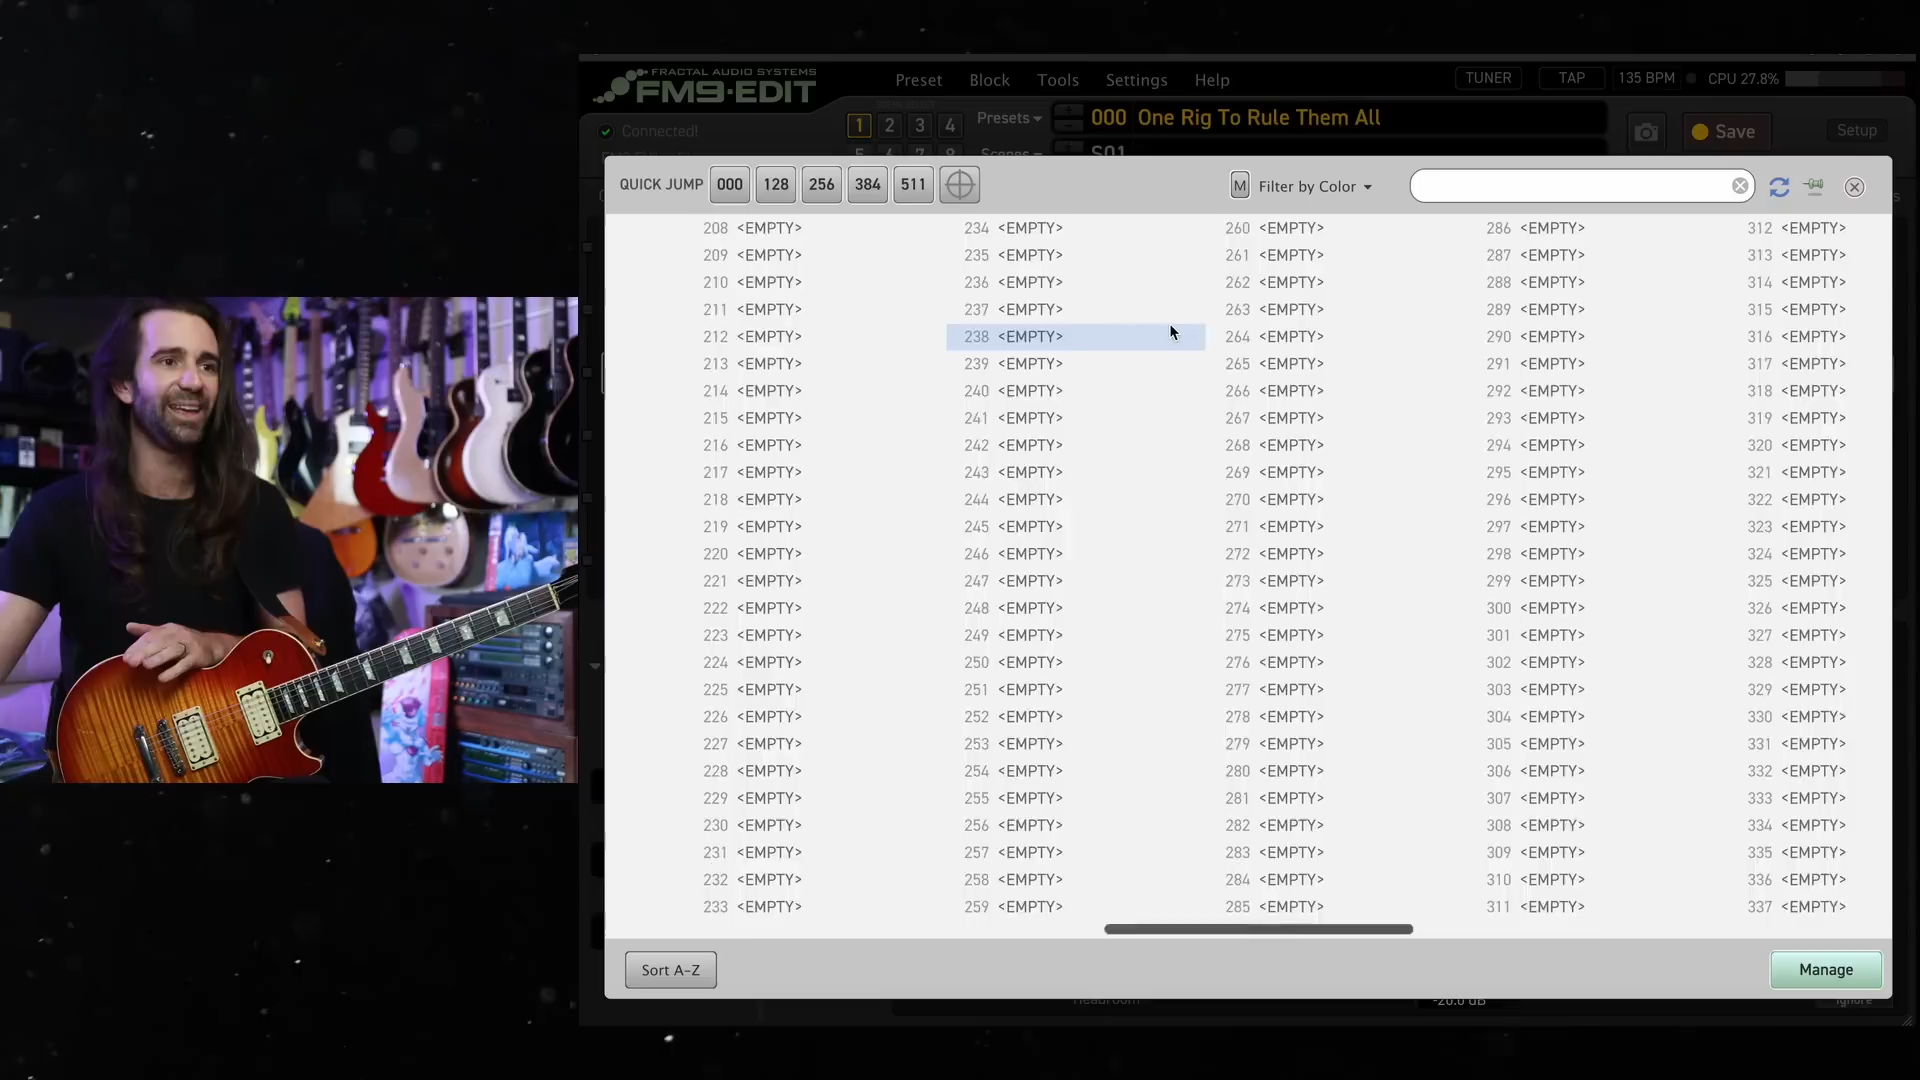 FRACTAL AUDIO SYSTEMS
FM9-EDIT
Preset Block Tools Settings Help
TUNER TAP 135 BPM CPU 27.8%
Connected!
1 2 3 4
Presets
000 One Rig To Rule Them All
Save
Setup
Scenes
S01
QUICK JUMP 000 128 256 384 511
M Filter by Color
208 <EMPTY> 234 <EMPTY> 260 <EMPTY> 286 <EMPTY> 312 <EMPTY>
209 <EMPTY> 235 <EMPTY> 261 <EMPTY> 287 <EMPTY> 313 <EMPTY>
210 <EMPTY> 236 <EMPTY> 262 <EMPTY> 288 <EMPTY> 314 <EMPTY>
211 <EMPTY> 237 <EMPTY> 263 <EMPTY> 289 <EMPTY> 315 <EMPTY>
212 <EMPTY> 238 <EMPTY> 264 <EMPTY> 290 <EMPTY> 316 <EMPTY>
213 <EMPTY> 239 <EMPTY> 265 <EMPTY> 291 <EMPTY> 317 <EMPTY>
214 <EMPTY> 240 <EMPTY> 266 <EMPTY> 292 <EMPTY> 318 <EMPTY>
215 <EMPTY> 241 <EMPTY> 267 <EMPTY> 293 <EMPTY> 319 <EMPTY>
216 <EMPTY> 242 <EMPTY> 268 <EMPTY> 294 <EMPTY> 320 <EMPTY>
217 <EMPTY> 243 <EMPTY> 269 <EMPTY> 295 <EMPTY> 321 <EMPTY>
218 <EMPTY> 244 <EMPTY> 270 <EMPTY> 296 <EMPTY> 322 <EMPTY>
219 <EMPTY> 245 <EMPTY> 271 <EMPTY> 297 <EMPTY> 323 <EMPTY>
220 <EMPTY> 246 <EMPTY> 272 <EMPTY> 298 <EMPTY> 324 <EMPTY>
221 <EMPTY> 247 <EMPTY> 273 <EMPTY> 299 <EMPTY> 325 <EMPTY>
222 <EMPTY> 248 <EMPTY> 274 <EMPTY> 300 <EMPTY> 326 <EMPTY>
223 <EMPTY> 249 <EMPTY> 275 <EMPTY> 301 <EMPTY> 327 <EMPTY>
224 <EMPTY> 250 <EMPTY> 276 <EMPTY> 302 <EMPTY> 328 <EMPTY>
225 <EMPTY> 251 <EMPTY> 277 <EMPTY> 303 <EMPTY> 329 <EMPTY>
226 <EMPTY> 252 <EMPTY> 278 <EMPTY> 304 <EMPTY> 330 <EMPTY>
227 <EMPTY> 253 <EMPTY> 279 <EMPTY> 305 <EMPTY> 331 <EMPTY>
228 <EMPTY> 254 <EMPTY> 280 <EMPTY> 306 <EMPTY> 332 <EMPTY>
229 <EMPTY> 255 <EMPTY> 281 <EMPTY> 307 <EMPTY> 333 <EMPTY>
230 <EMPTY> 256 <EMPTY> 282 <EMPTY> 308 <EMPTY> 334 <EMPTY>
231 <EMPTY> 257 <EMPTY> 283 <EMPTY> 309 <EMPTY> 335 <EMPTY>
232 <EMPTY> 258 <EMPTY> 284 <EMPTY> 310 <EMPTY> 336 <EMPTY>
233 <EMPTY> 259 <EMPTY> 285 <EMPTY> 311 <EMPTY> 337 <EMPTY>
Sort A-Z
Manage
Headroom
-20.0 dB
Ignore